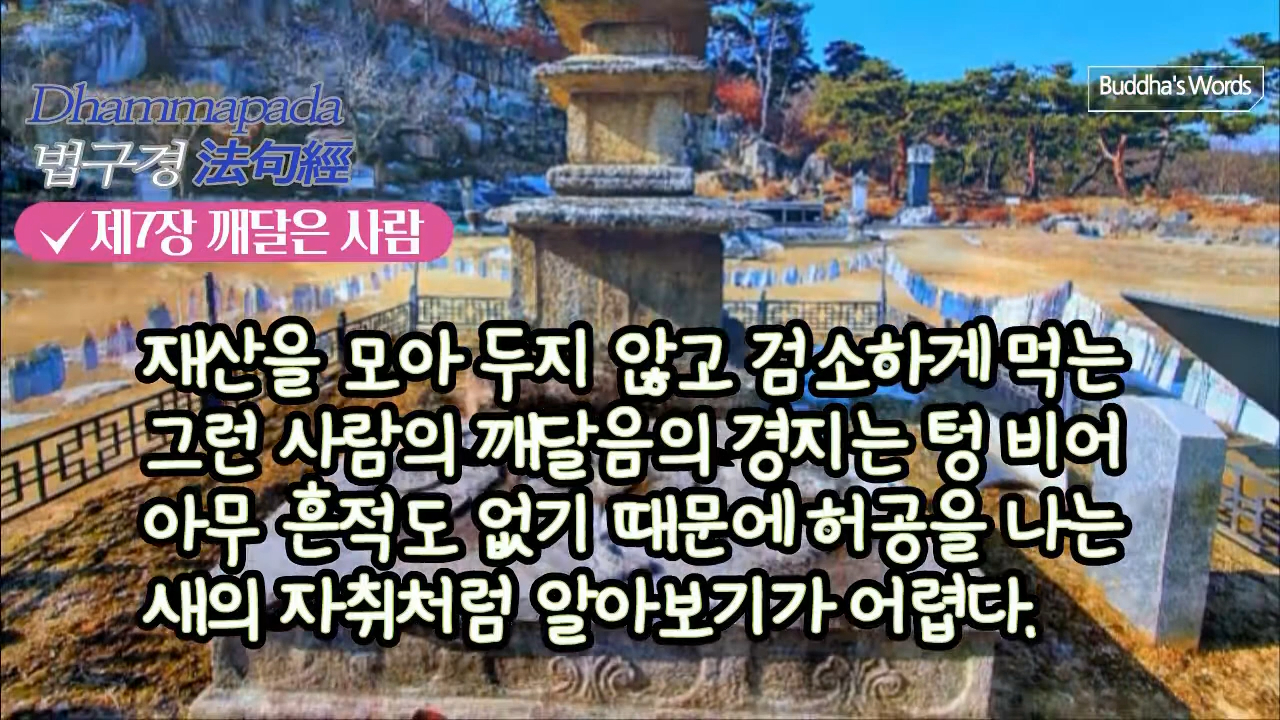 Dhammapada
법구경 法句經
제7장 깨달은 사람
Buddha's Words
재산을 모아 두지 않고 검소하게 먹는
그런 사람의 깨달음의 경지는 텅 비어
아무 흔적도 없기 때문에 허공을 나는
새의 자취처럼 알아보기가 어렵다.